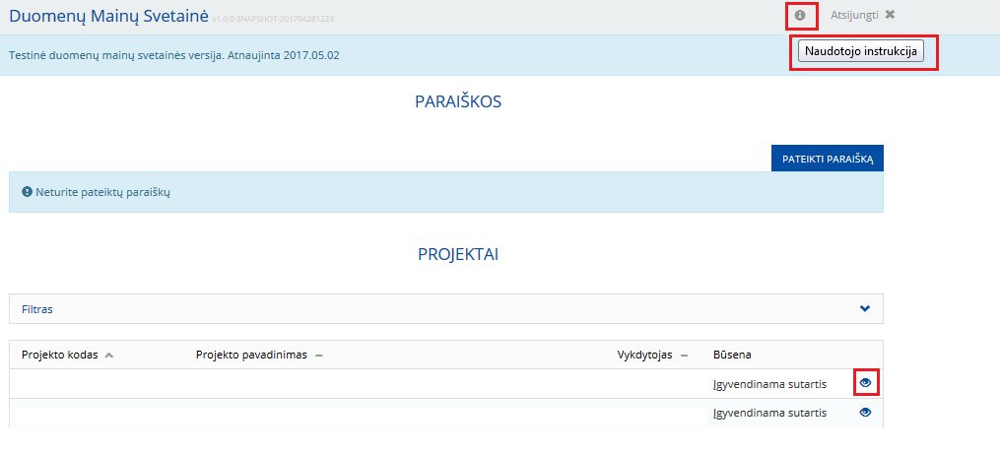 Duomenų Mainų Svetainė v1.0.0-SNAPSHOT-201704281223 Atsijungti
Testinė duomenų mainų svetainės versija. Atnaujinta 2017.05.02 Naudotojo instrukcija
PARAIŠKOS
PATEIKTI PARAIŠKĄ
Neturite pateiktų paraiškų
PROJEKTAI
Filtras
Projekto kodas Projekto pavadinimas Vykdytojas Būsena
Įgyvendinama sutartis
Įgyvendinama sutartis